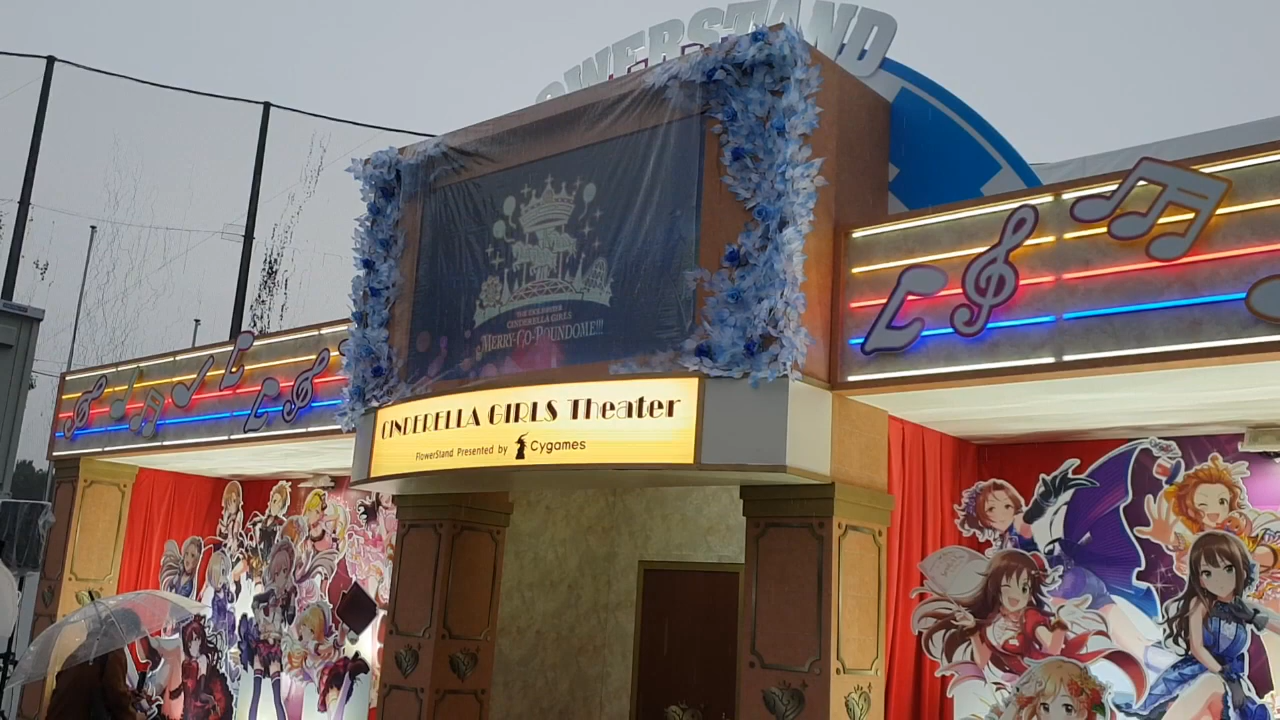 OWERSTAND
THE IDOLM@STER
CINDERELLA GIRLS
MERRY-GO-ROUNDOME!!!
CINDERELLA GIRLS Theater
FlowerStand Presented by Cygames